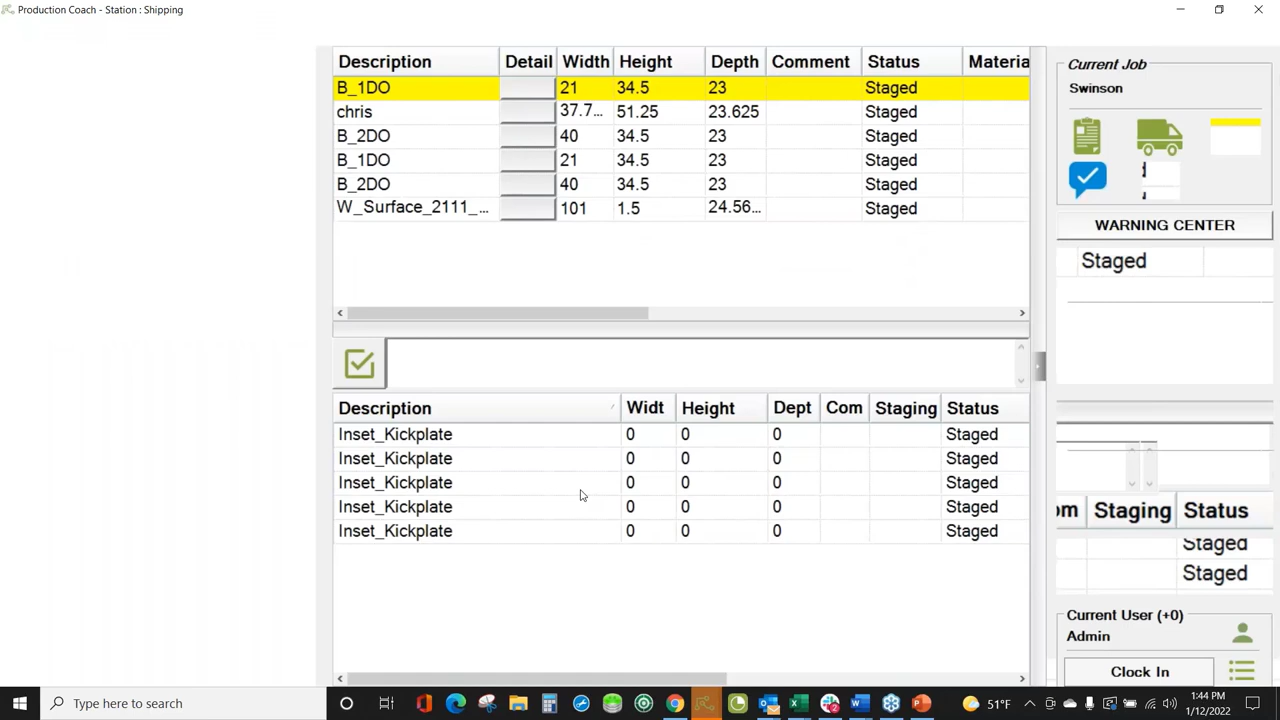 Production Coach - Station : Shipping
Description Detail Width Height Depth Comment Status Materia
B_1DO 21 34.5 23 Staged
chris 37.7... 51.25 23.625 Staged
B_2DO 40 34.5 23 Staged
B_1DO 21 34.5 23 Staged
B_2DO 40 34.5 23 Staged
W_Surface_2111_... 101 1.5 24.56... Staged
Description Widt Height Dept Com Staging Status
Inset_Kickplate 0 0 0 Staged
Inset_Kickplate 0 0 0 Staged
Inset_Kickplate 0 0 0 Staged
Inset_Kickplate 0 0 0 Staged
Inset_Kickplate 0 0 0 Staged
Current Job
Swinson
WARNING CENTER
Staged
om Staging Status
Staged
Staged
Current User (+0)
Admin
Clock In
Type here to search
51°F
1:44 PM
1/12/2022